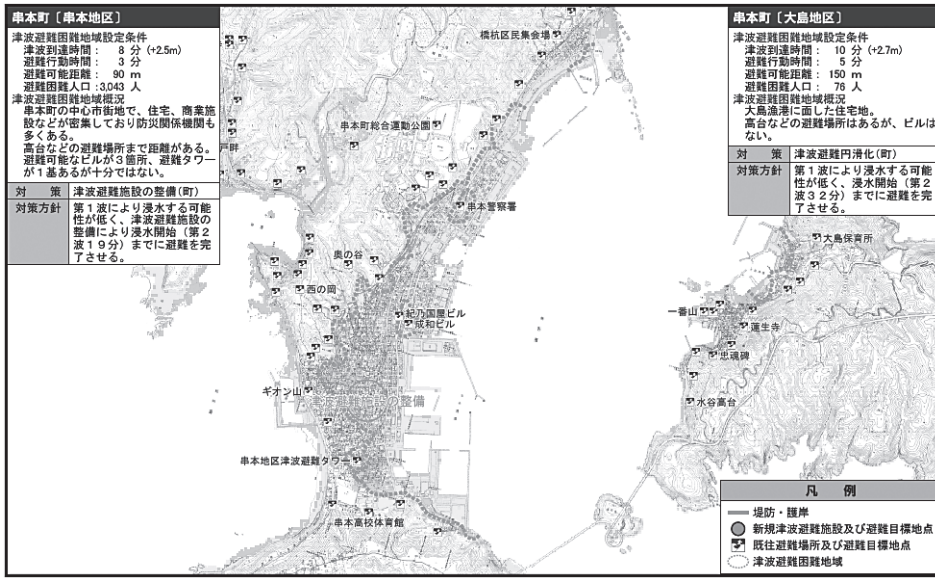 串本町〔串本地区〕
津波避難困難地域設定条件
津波到達時間： 8 分 (+2.5m)
避難行動時間： 3 分
避難可能距離： 90 m
避難困難人口：3,043 人
津波避難困難地域概況
串本町の中心市街地で、住宅、商業施
設などが密集しており防災関係機関も
多くある。
高台などの避難場所まで距離がある。
避難可能なビルが３箇所、避難タワー
が１基あるが十分ではない。
対　策　津波避難施設の整備(町)
対策方針　第１波により浸水する可能
性が低く、津波避難施設の
整備により浸水開始（第２
波１９分）までに避難を完
了させる。
串本町〔大島地区〕
津波避難困難地域設定条件
津波到達時間： 10 分 (+2.7m)
避難行動時間： 5 分
避難可能距離： 150 m
避難困難人口： 76 人
津波避難困難地域概況
大島漁港に面した住宅地。
高台などの避難場所はあるが、ビルは
ない。
対　策　津波避難円滑化(町)
対策方針　第１波により浸水する可能
性が低く、浸水開始（第２
波３２分）までに避難を完
了させる。
橋杭区民集会場
串本町総合運動公園
戸畔
串本警察署
奥の谷
西の岡
紀乃国屋ビル
成和ビル
ギオン山
津波避難施設の整備
串本地区津波避難タワー
串本高校体育館
大島保育所
一番山
蓮生寺
忠魂碑
水谷高台
凡　例
堤防・護岸
新規津波避難施設及び避難目標地点
既往避難場所及び避難目標地点
津波避難困難地域